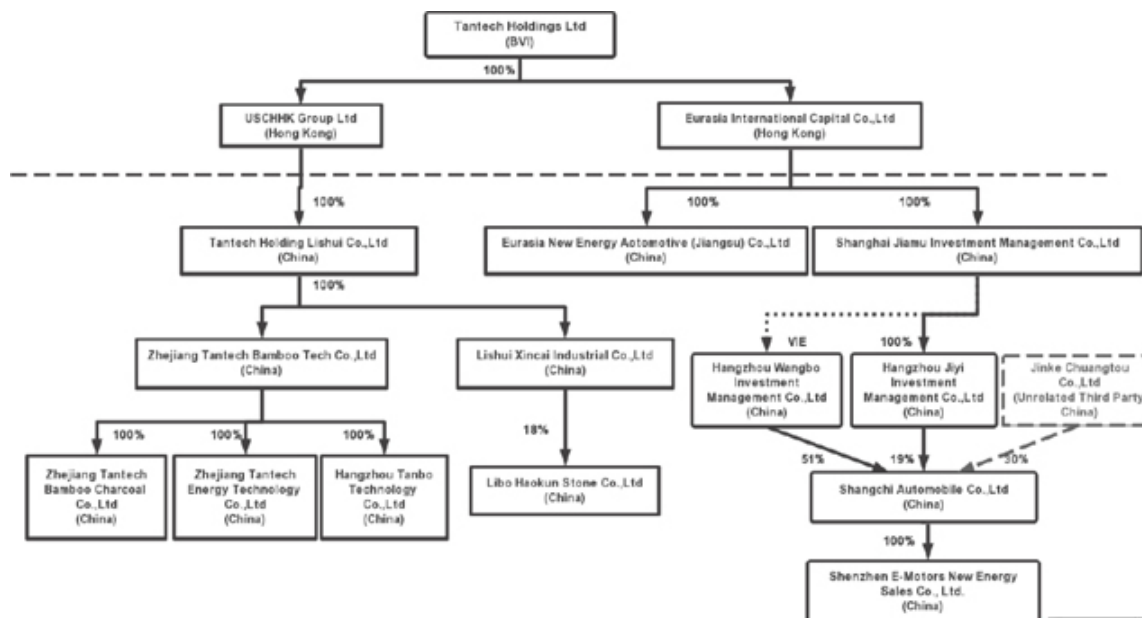 Tantech Holdings Ltd
(BVI)
100%
USCHHK Group Ltd
(Hong Kong)
Eurasia International Capital Co.,Ltd
(Hong Kong)
100%
100%
100%
Tantech Holding Lishui Co.,Ltd
(China)
Eurasia New Energy Aotomotive (Jiangsu) Co.,Ltd
(China)
Shanghai Jiamu Investment Management Co.,Ltd
(China)
100%
VIE
100%
Zhejiang Tantech Bamboo Tech Co.,Ltd
(China)
Lishui Xincai Industrial Co.,Ltd
(China)
Hangzhou Wangbo
Investment
Management Co.,Ltd
(China)
Hangzhou Jiyi
Investment
Management Co.,Ltd
(China)
Jinke Chuangtou
Co.,Ltd
(Unrelated Third Party
China)
100%
100%
100%
18%
51%
19%
30%
Zhejiang Tantech
Bamboo Charcoal
Co.,Ltd
(China)
Zhejiang Tantech
Energy Technology
Co.,Ltd
(China)
Hangzhou Tanbo
Technology
Co.,Ltd
(China)
Libo Haokun Stone Co.,Ltd
(China)
Shangchi Automobile Co.,Ltd
(China)
100%
Shenzhen E-Motors New Energy
Sales Co., Ltd.
(China)